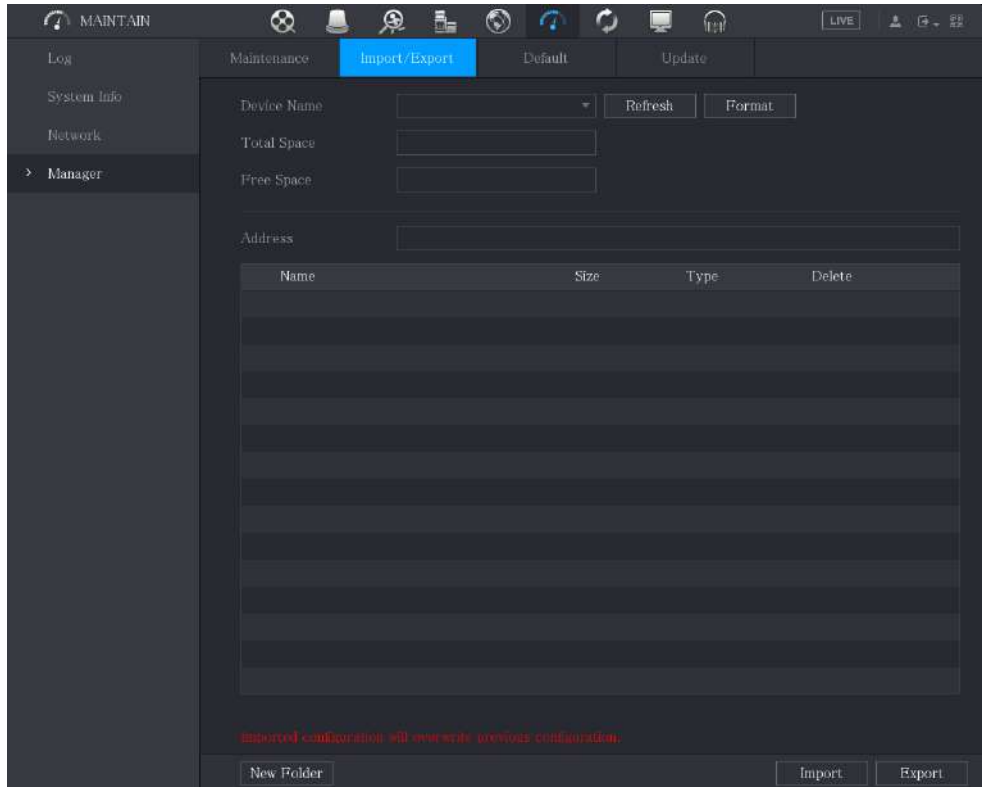 MAINTAIN
LIVE
Log
System Info
Network
Manager
Maintenance
Import/Export
Default
Update
Device Name
Refresh
Format
Total Space
Free Space
Address
Name Size Type Delete
Imported configuration will overwrite previous configuration.
New Folder
Import
Export